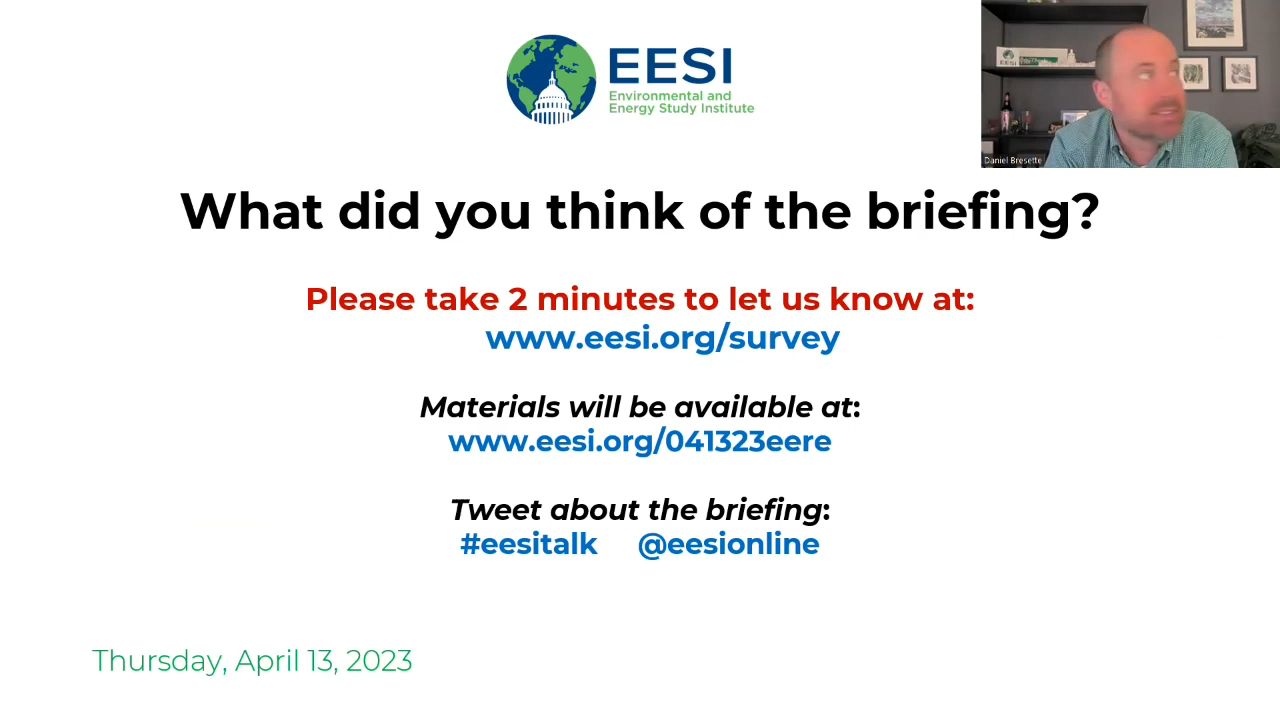 EESI
Environmental and
Energy Study Institute
EESI
Daniel Bresette
What did you think of the briefing?
Please take 2 minutes to let us know at:
www.eesi.org/survey
Materials will be available at:
www.eesi.org/041323eere
Tweet about the briefing:
#eesitalk @eesionline
Thursday, April 13, 2023